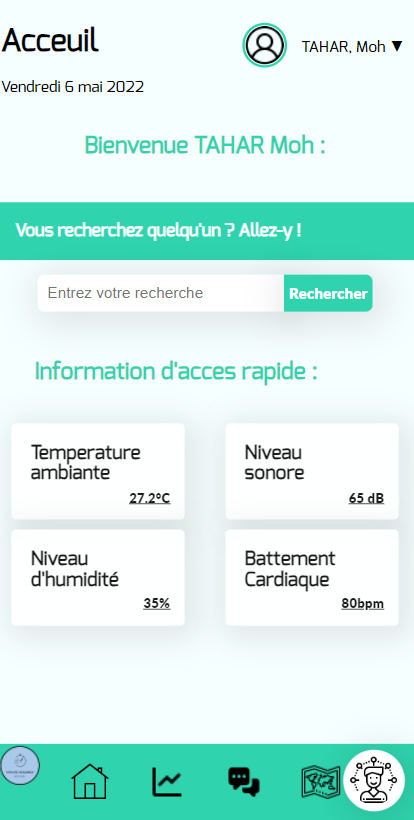 Acceuil
TAHAR, Moh ▼
Vendredi 6 mai 2022
Bienvenue TAHAR Moh :
Vous recherchez quelqu'un ? Allez-y !
Entrez votre recherche
Rechercher
Information d'acces rapide :
Temperature
ambiante
27.2°C
Niveau
sonore
65 dB
Niveau
d'humidité
35%
Battement
Cardiaque
80bpm